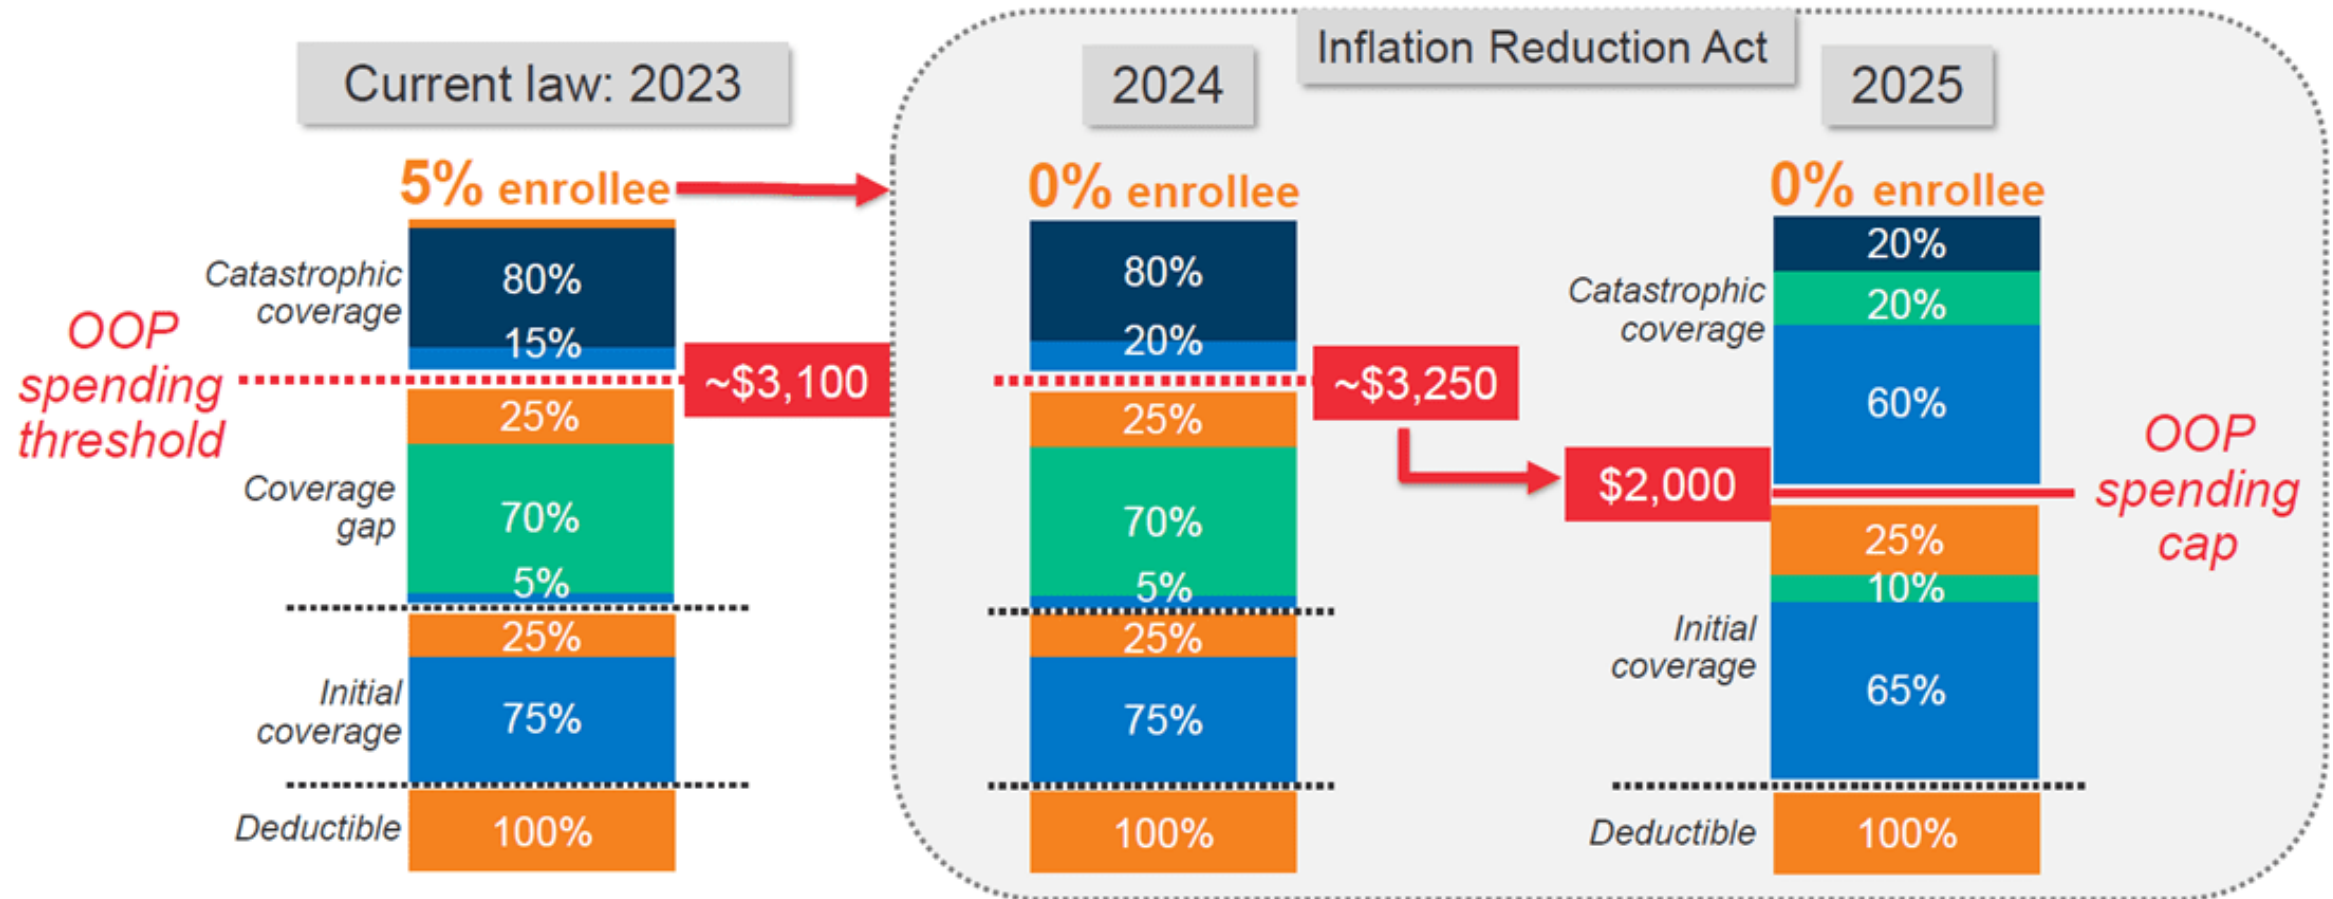 Inflation Reduction Act
Current law: 2023
2024
2025
5% enrollee
0% enrollee
0% enrollee
Catastrophic
coverage
80%
15%
OOP
spending
threshold
~$3,100
Coverage
gap
25%
70%
5%
Initial
coverage
25%
75%
Deductible
100%
80%
20%
~$3,250
25%
70%
5%
25%
75%
100%
Catastrophic
coverage
20%
20%
60%
$2,000
OOP
spending
cap
Initial
coverage
25%
10%
65%
Deductible
100%